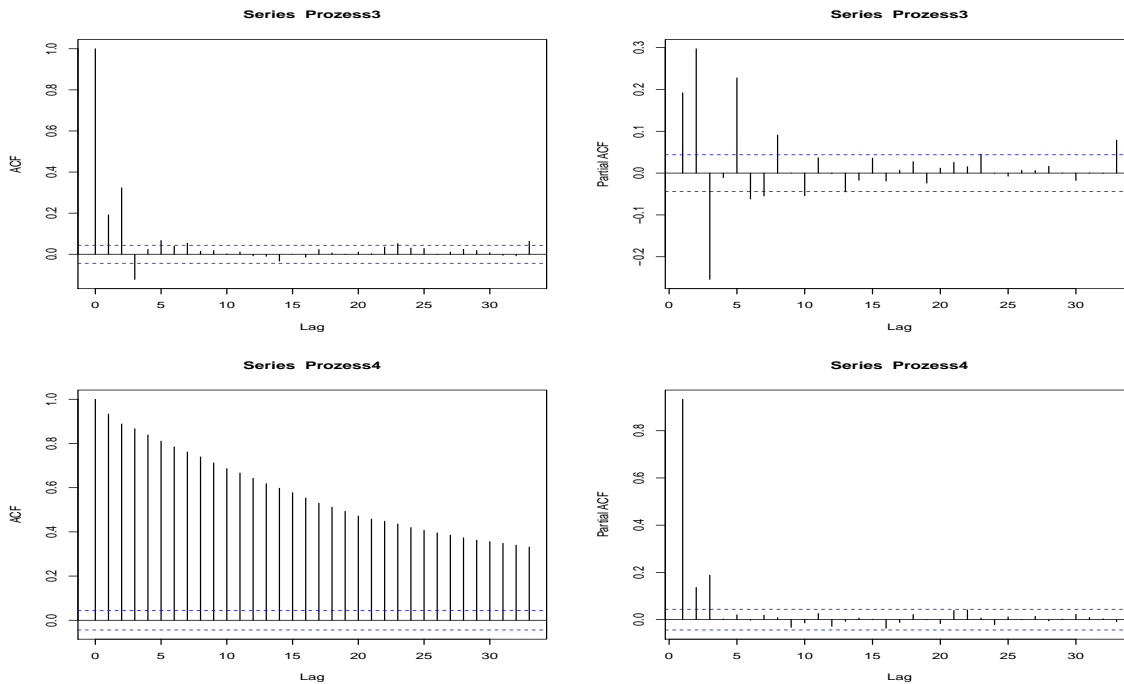 Series Prozess3
ACF
0.0 0.2 0.4 0.6 0.8 1.0
0 5 10 15 20 25 30
Lag
Series Prozess3
Partial ACF
−0.2 −0.1 0.0 0.1 0.2 0.3
0 5 10 15 20 25 30
Lag
Series Prozess4
ACF
0.0 0.2 0.4 0.6 0.8 1.0
0 5 10 15 20 25 30
Lag
Series Prozess4
Partial ACF
0.0 0.2 0.4 0.6 0.8
0 5 10 15 20 25 30
Lag